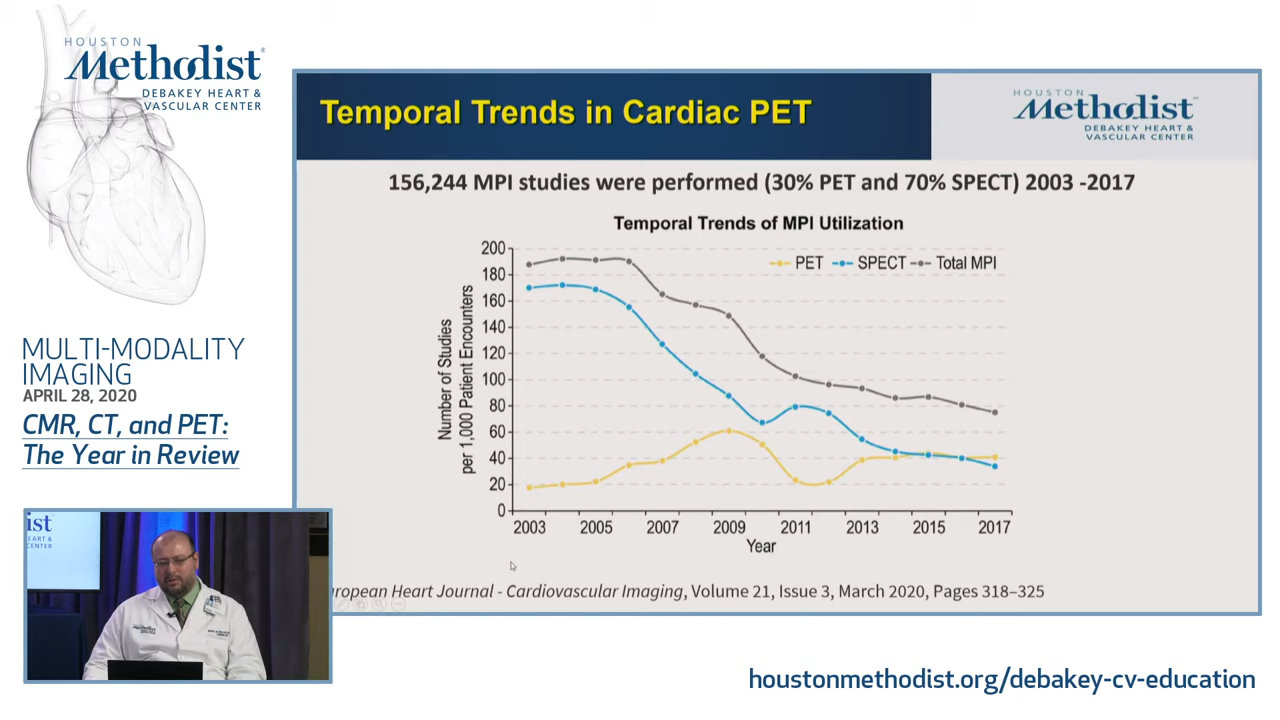 HOUSTON
Methodist
DEBAKEY HEART &
VASCULAR CENTER
MULTI-MODALITY
IMAGING
APRIL 28, 2020
CMR, CT, and PET:
The Year in Review
Temporal Trends in Cardiac PET
HOUSTON
Methodist
DEBAKEY HEART &
VASCULAR CENTER
156,244 MPI studies were performed (30% PET and 70% SPECT) 2003 -2017
Temporal Trends of MPI Utilization
PET SPECT Total MPI
Number of Studies
per 1,000 Patient Encounters
200
180
160
140
120
100
80
60
40
20
0
2003 2005 2007 2009 2011 2013 2015 2017
Year
uropean Heart Journal - Cardiovascular Imaging, Volume 21, Issue 3, March 2020, Pages 318–325
dist
EART &
CENTER
houstonmethodist.org/debakey-cv-education